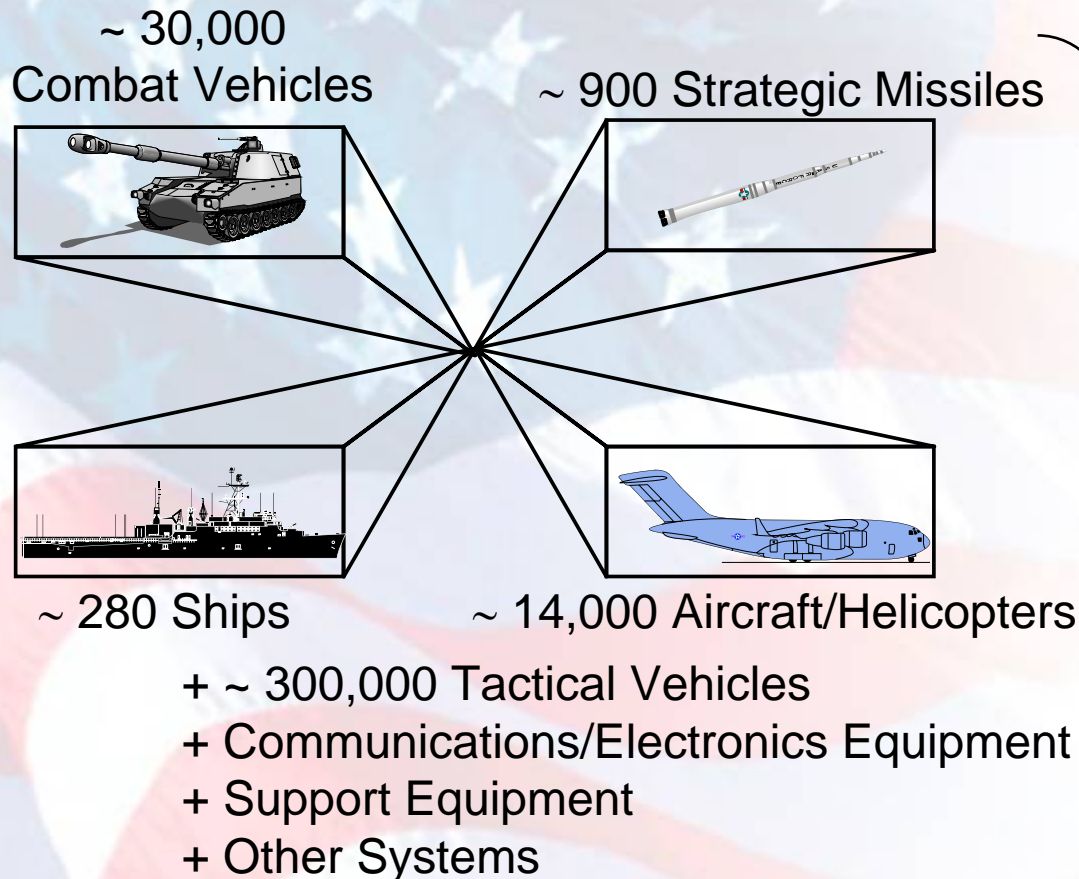 ~ 30,000
Combat Vehicles
~ 900 Strategic Missiles
~ 280 Ships
~ 14,000 Aircraft/Helicopters
+ ~ 300,000 Tactical Vehicles
+ Communications/Electronics Equipment
+ Support Equipment
+ Other Systems